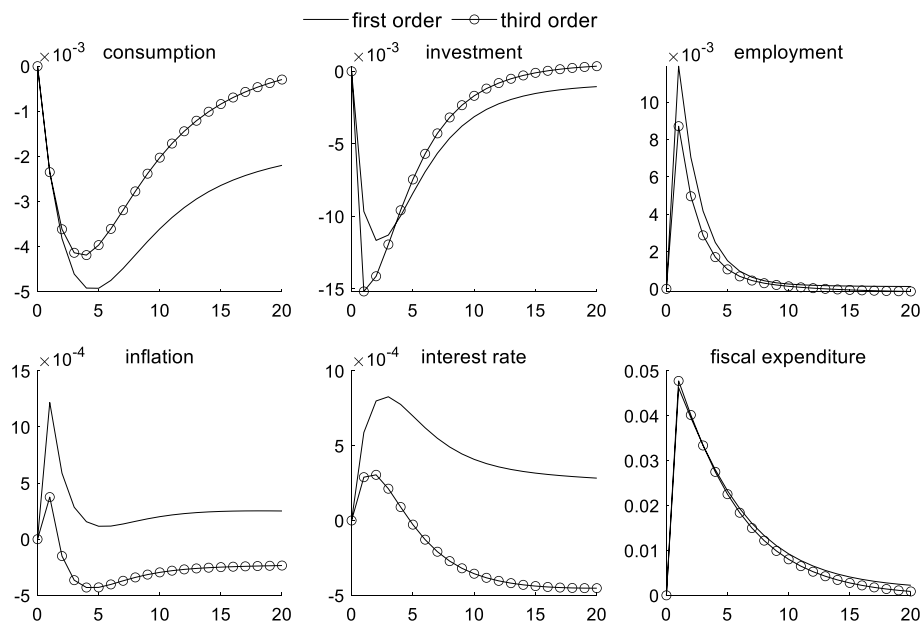 first order third order
× 10-3 consumption
0
-1
-2
-3
-4
-5
0 5 10 15 20
× 10-3 investment
0
-5
-10
-15
0 5 10 15 20
× 10-3 employment
10
8
6
4
2
0
0 5 10 15 20
× 10-4 inflation
15
10
5
0
-5
0 5 10 15 20
× 10-4 interest rate
10
5
0
-5
0 5 10 15 20
fiscal expenditure
0.05
0.04
0.03
0.02
0.01
0
0 5 10 15 20